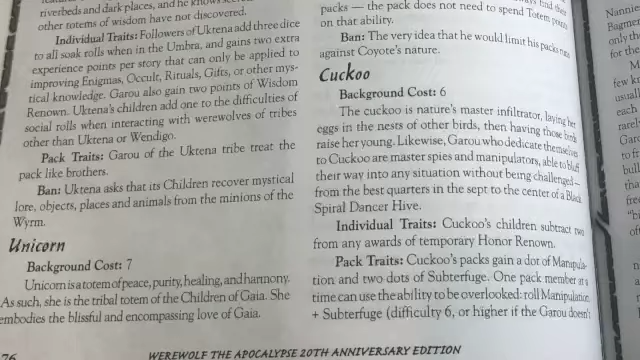 riverbeds and dark places, and he knows
other totems of wisdom have not discovered.
Individual Traits: Followers of Uktena add three dice
to all soak rolls when in the Umbra, and gains two extra
experience points per story that can only be applied to
improving Enigmas, Occult, Rituals, Gifts, or other mys-
tical knowledge. Garou also gain two points of Wisdom
Renown. Uktena's children add one to the difficulties of
social rolls when interacting with werewolves of tribes
other than Uktena or Wendigo.
Pack Traits: Garou of the Uktena tribe treat the
pack like brothers.
Ban: Uktena asks that its Children recover mystical
lore, objects, places and animals from the minions of the
Wyrm.
Unicorn
Background Cost: 7
Unicorn is a totem of peace, purity, healing, and harmony.
As such, she is the tribal totem of the Children of Gaia. She
embodies the blissful and encompassing love of Gaia.
76
packs — the pack does not need to spend Totem points
on that ability.
Ban: The very idea that he would limit his packs runs
against Coyote's nature.
Cuckoo
Background Cost: 6
The cuckoo is nature's master infiltrator, laying her
eggs in the nests of other birds, then having those birds
raise her young. Likewise, Garou who dedicate themselves
to Cuckoo are master spies and manipulators, able to bluff
their way into any situation without being challenged—
from the best quarters in the sept to the center of a Black
Spiral Dancer Hive.
Individual Traits: Cuckoo's children subtract two
from any awards of temporary Honor Renown.
Pack Traits: Cuckoo's packs gain a dot of Manipula-
tion and two dots of Subterfuge. One pack member at a
time can use the ability to be overlooked: roll Manipulation
+ Subterfuge (difficulty 6, or higher if the Garou doesn't
WEREWOLF THE APOCALYPSE 20TH ANNIVERSARY EDITION
Nannie
only th
for the
few
usuall
each
rarel
Garo
to fr